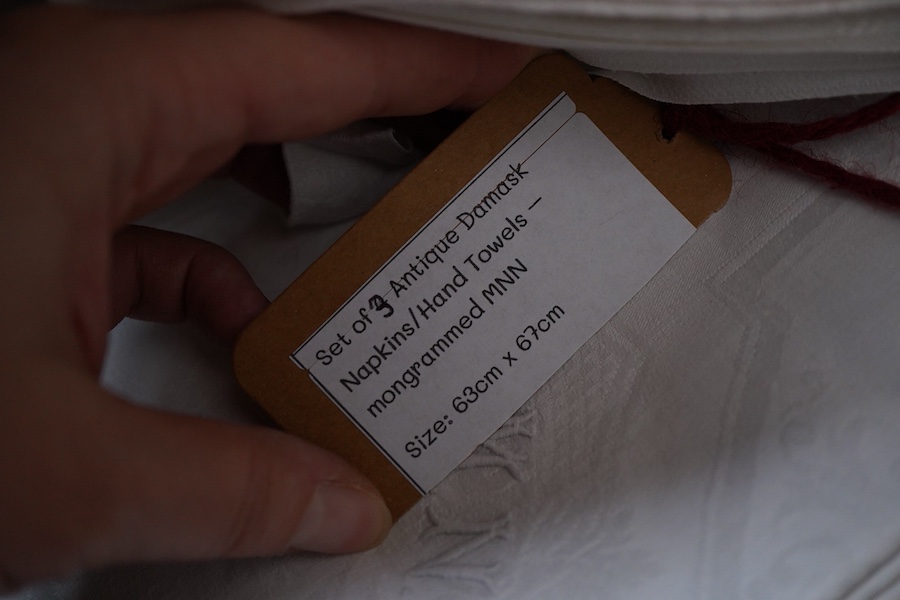 Set of 3 Antique Damask
Napkins/Hand Towels –
mongrammed MNN
Size: 63cm x 67cm